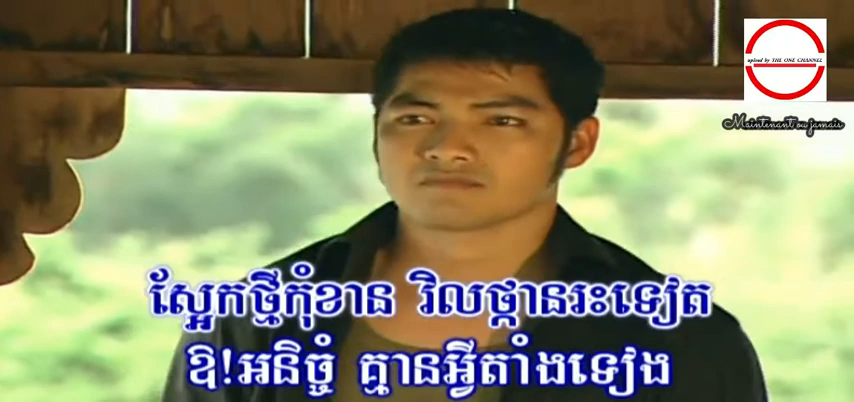 upload by THE ONE CHANNEL
Maintenant ou jamais
ស្អែកថ្មីកុំខាន វិលថ្កានរះទៀត
ឱ!អនិច្ចំ គ្មានអ្វីតាំងទៀង